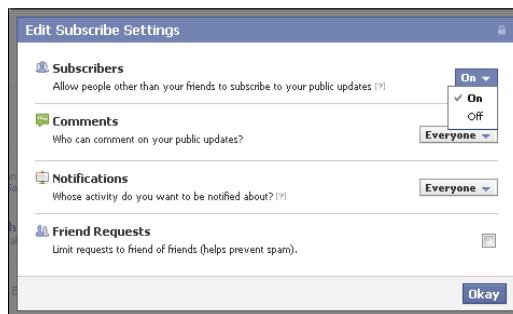 Edit Subscribe Settings
Subscribers
Allow people other than your friends to subscribe to your public updates [?]
On
On
Off
Comments
Who can comment on your public updates?
Everyone
Notifications
Whose activity do you want to be notified about? [?]
Everyone
Friend Requests
Limit requests to friend of friends (helps prevent spam).
Okay